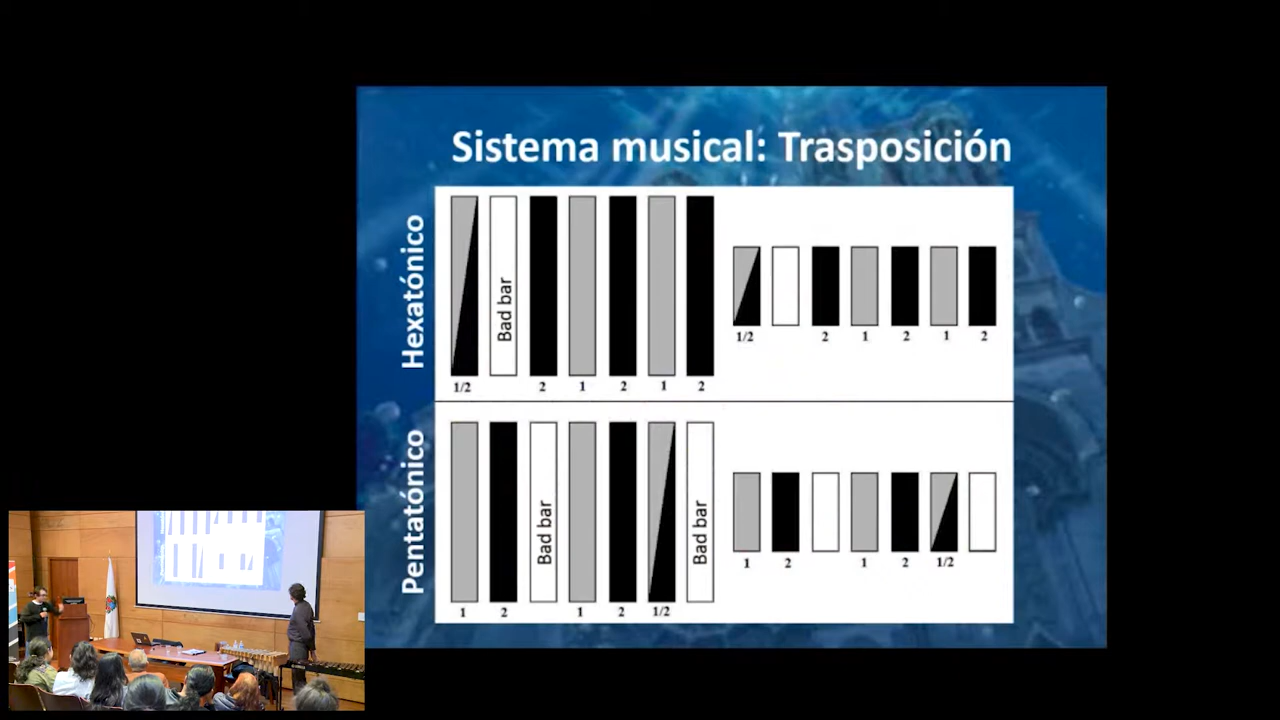 Sistema musical: Trasposición
Hexatónico
Bad bar
1/2 2 1 2 1 2
1/2 2 1 2 1 2
Pentatónico
Bad bar
Bad bar
1 2 1 2 1/2
1 2 1 2 1/2